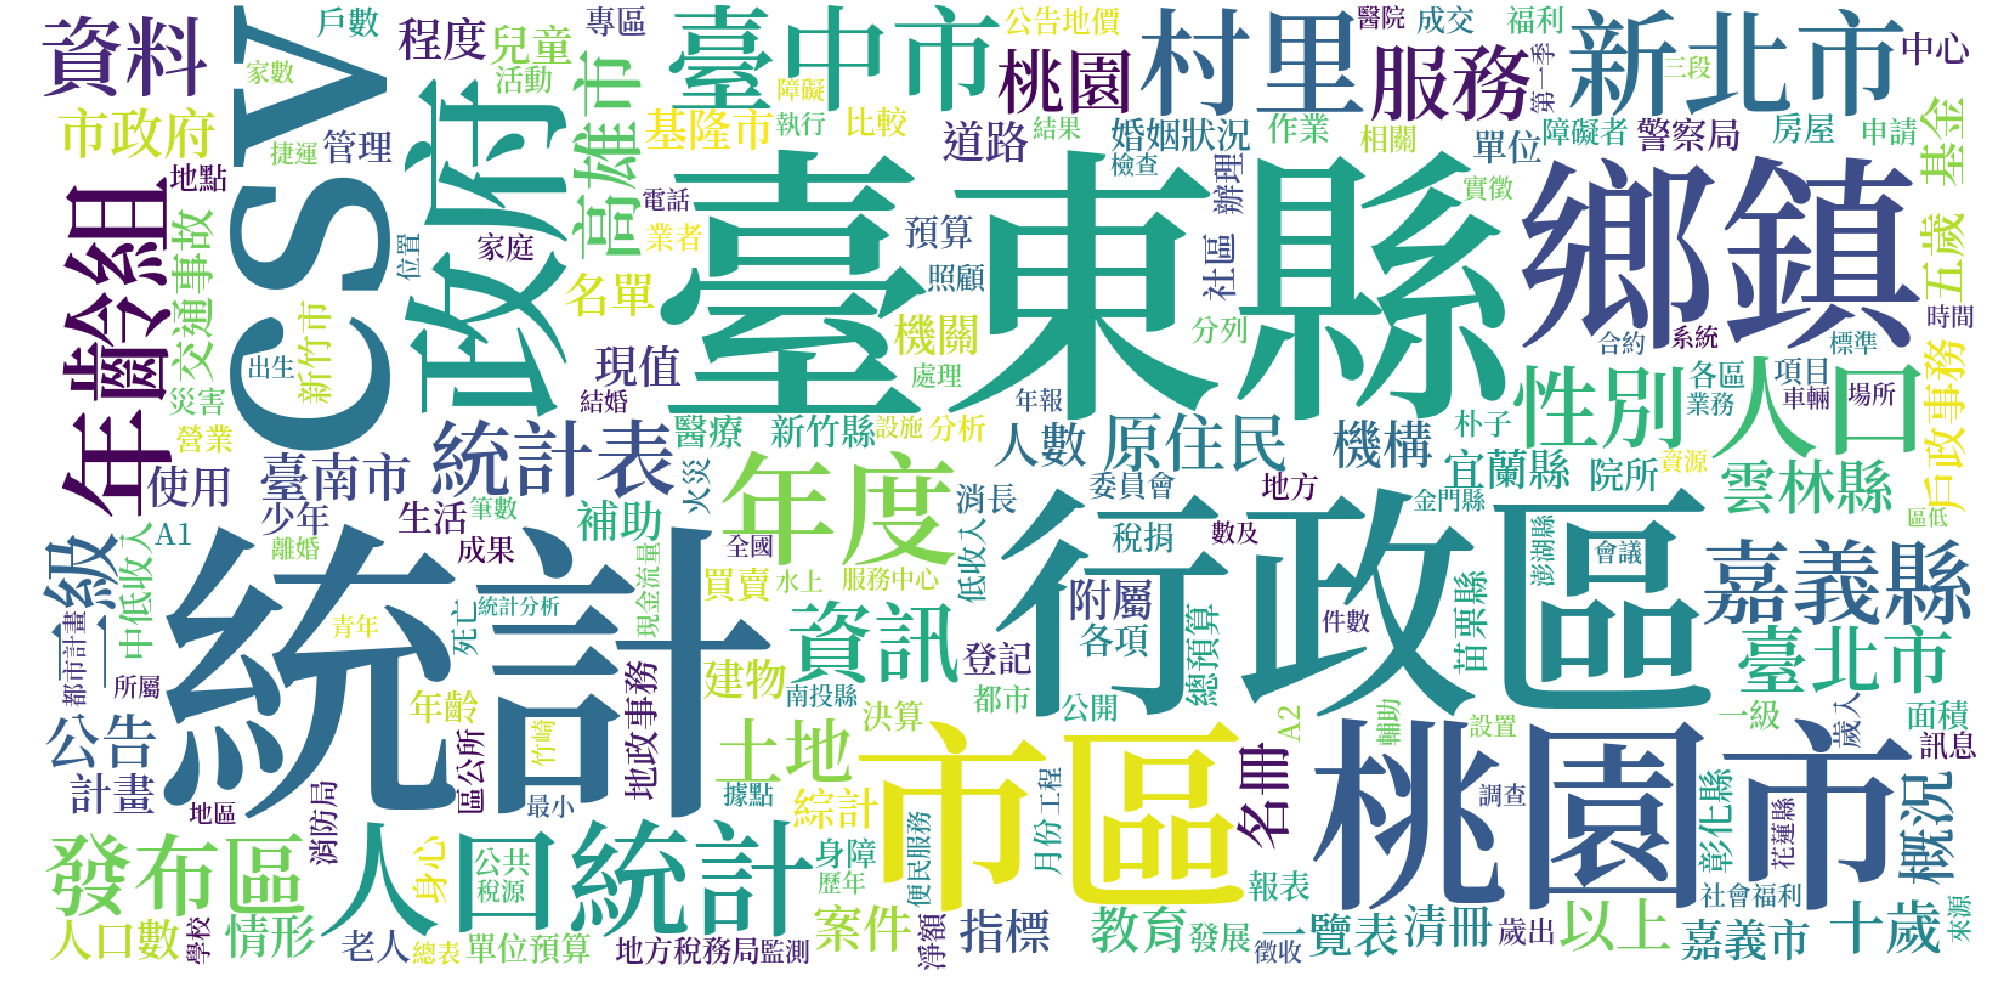 資料
戶數
程度
兒童
專區
臺中市
公告地價
醫院
成交
福利
新北市
中心
家數
CSV
活動
政府
高雄市
障礙
桃園
村里
服務
第一季
三段
市政府
管理
捷運
基隆市
執行
比較
道路
結果
婚姻狀況
作業
相關
單位
障礙者
警察局
房屋
申請
基金
地點
年齡組
交通事故
電話
臺東縣
檢查
辦理
實徵
鄉鎮
業者
家庭
位置
名單
預算
照顧
社區
五歲
機關
分列
時間
新竹市
出生
現值
處理
合約
系統
標準
戶政事務
災害
結婚
年報
性別
各區
業務
項目
車輛
場所
人口
營業
統計表
醫療
新竹縣
設施
分析
人數
原住民
機構
朴子
宜蘭縣
院所
資源
雲林縣
使用
臺南市
火災
年度
消長
委員會
地方
金門縣
區低
二級
中低收入
A1
少年
離婚
生活
成果
筆數
補助
全國
低收入
行政區
稅捐
數及
澎湖縣
會議
嘉義縣
統計
統計分析
死亡
現金流量
買賣
水上
服務中心
資訊
附屬
各項
件數
苗栗縣
臺北市
都市計畫
所屬
青年
地政事務
建物
南投縣
登記
總預算
公告
年齡
竹崎
區公所
土地
決算
都市
公開
A2
輔助
設置
一級
歲入
面積
訊息
計畫
地區
消防局
最小
據點
綜計
市區
月份
工程
名冊
桃園市
調查
彰化縣
花蓮縣
概況
發布區
人口統計
公共
稅源
身心
身障
歷年
便民服務
報表
社會福利
人口數
學校
情形
老人
總表
單位預算
地方稅務局
監測
案件
淨額
指標
教育
發展
一覽表
徵收
清冊
歲出
以上
嘉義市
十歲
來源